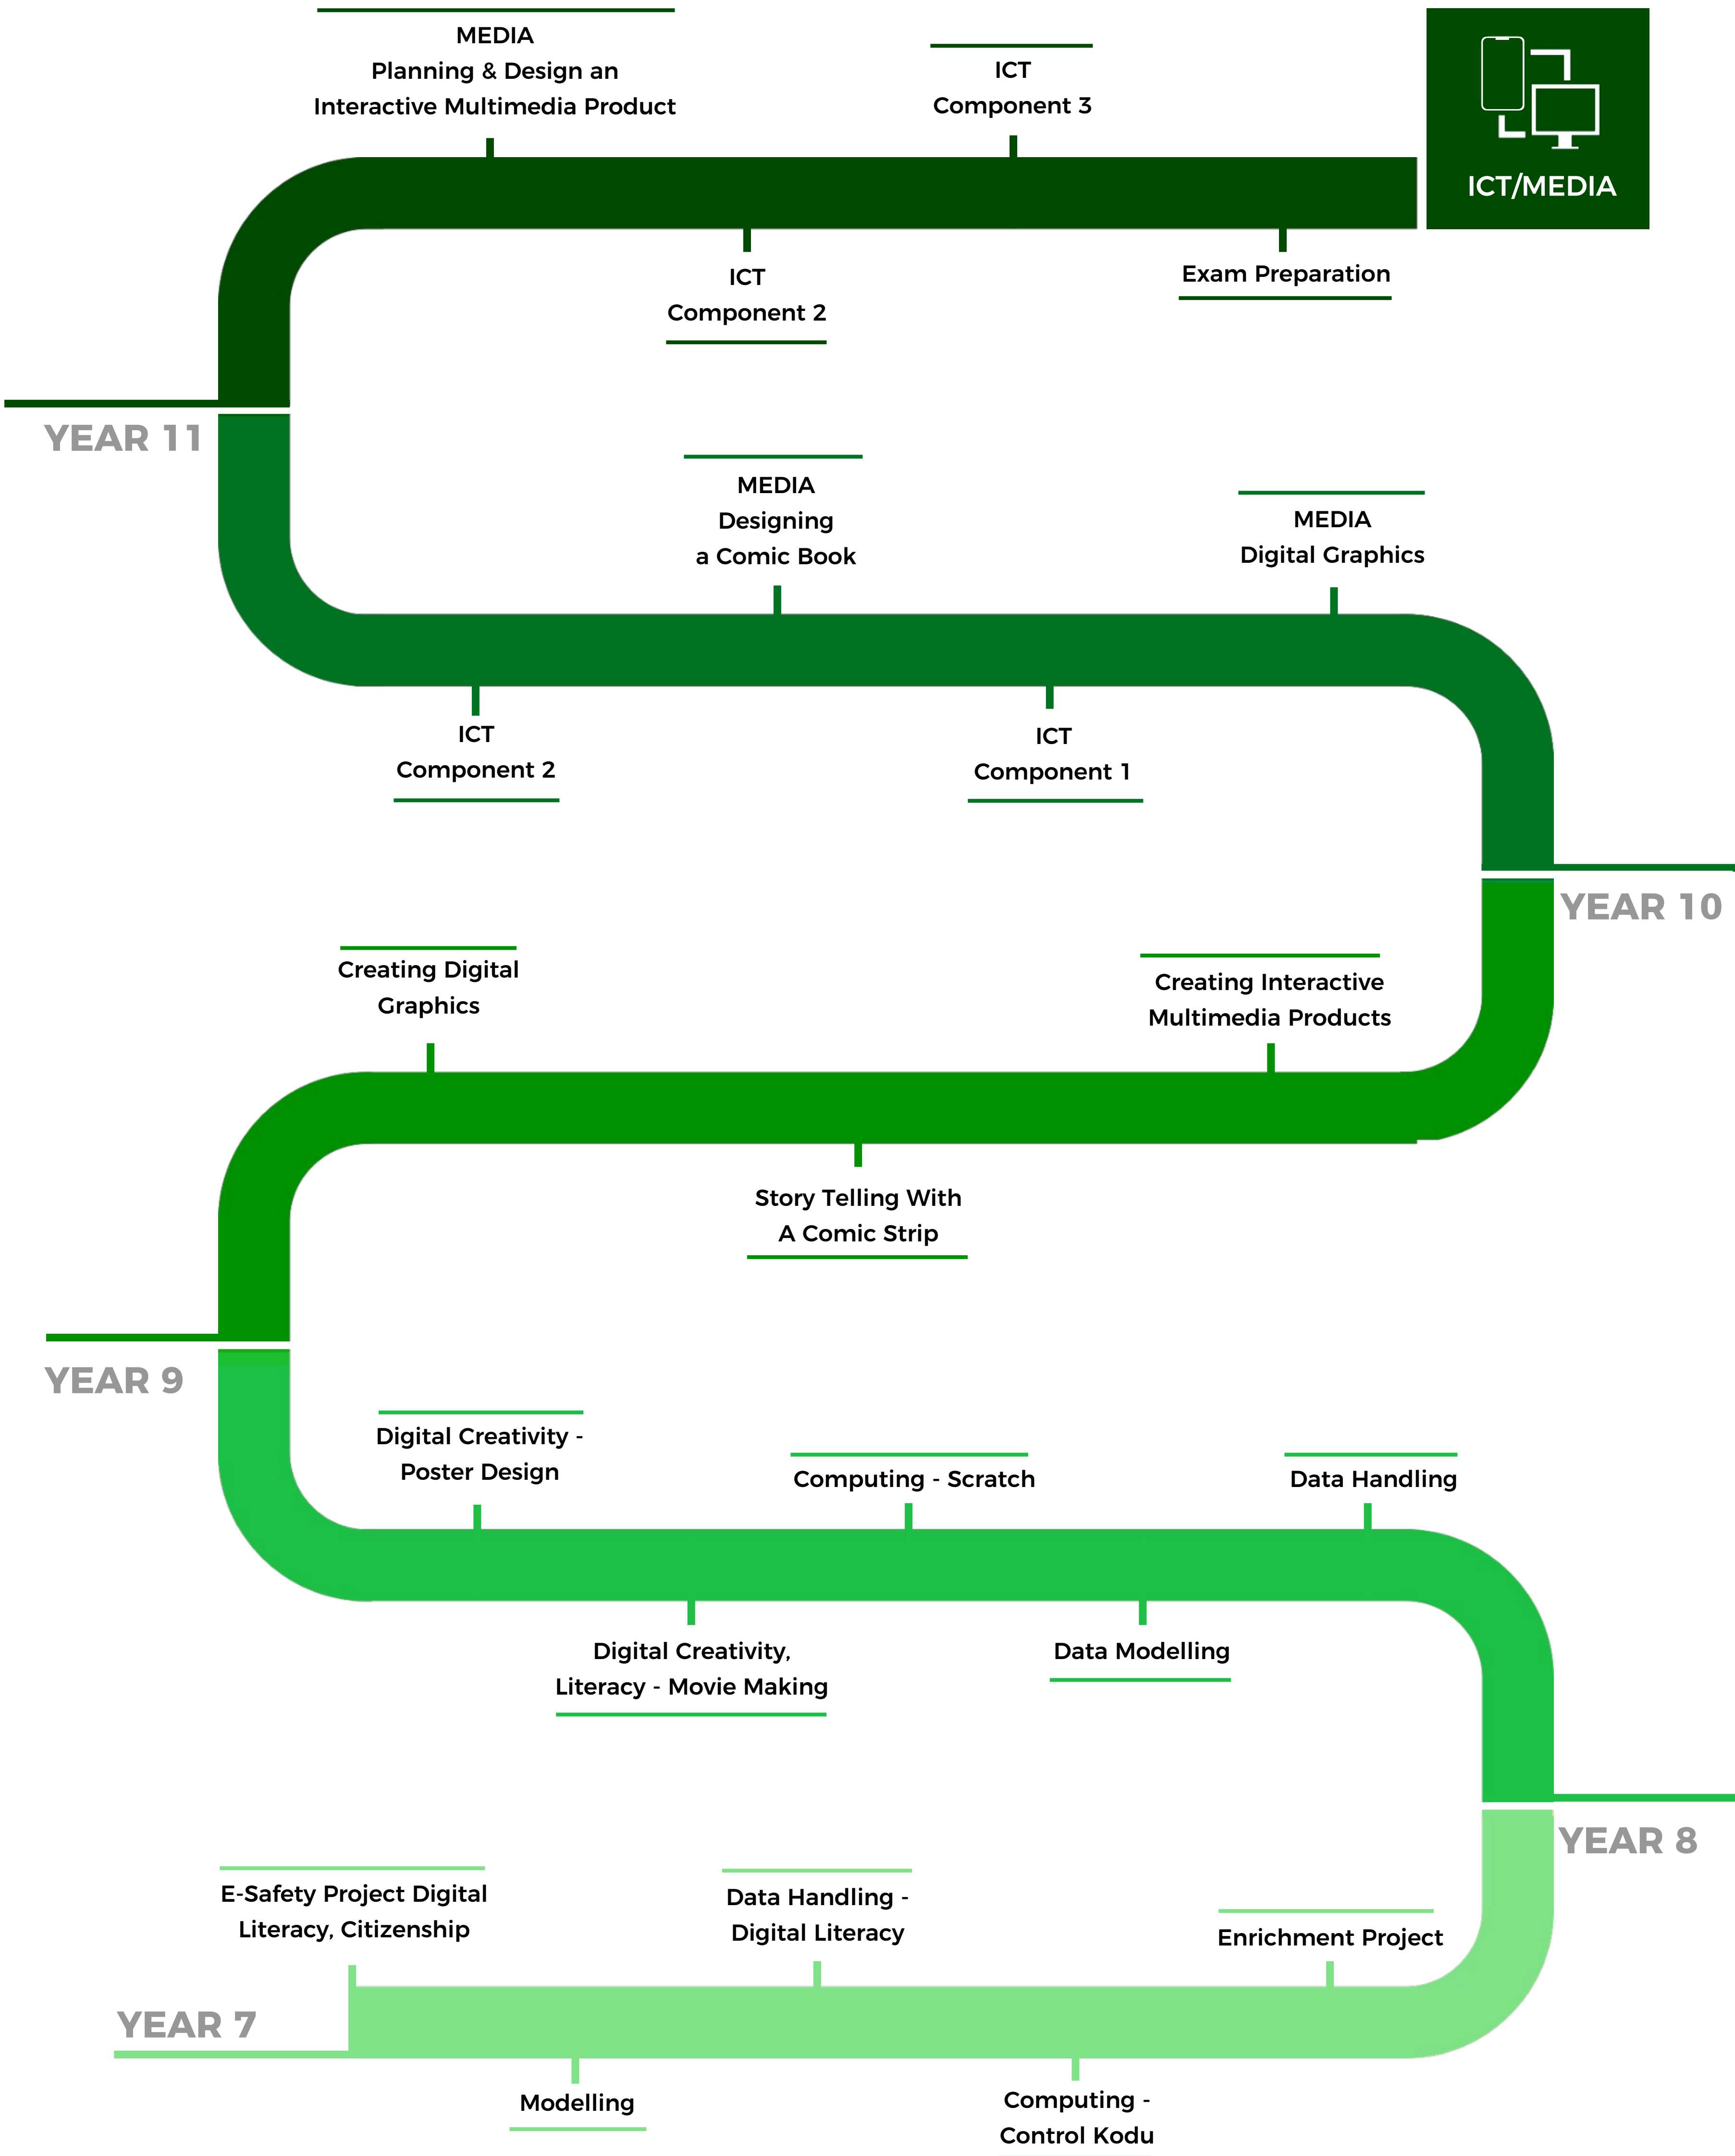 MEDIA
Planning & Design an
Interactive Multimedia Product
ICT
Component 3
ICT/MEDIA
ICT
Component 2
Exam Preparation
YEAR 11
MEDIA
Designing
a Comic Book
MEDIA
Digital Graphics
ICT
Component 2
ICT
Component 1
YEAR 10
Creating Digital
Graphics
Creating Interactive
Multimedia Products
Story Telling With
A Comic Strip
YEAR 9
Digital Creativity -
Poster Design
Computing - Scratch
Data Handling
Digital Creativity,
Literacy - Movie Making
Data Modelling
YEAR 8
E-Safety Project Digital
Literacy, Citizenship
Data Handling -
Digital Literacy
Enrichment Project
YEAR 7
Modelling
Computing -
Control Kodu